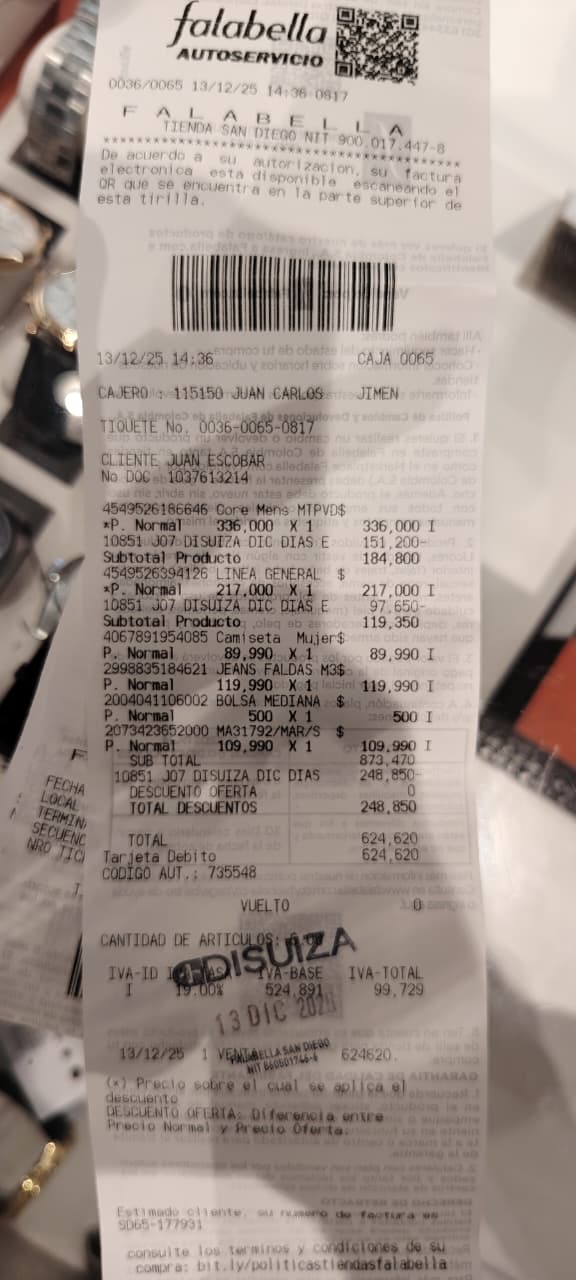 falabella
AUTOSERVICIO
0036/0065 13/12/25 14:36 0817
F A L A B E L L A
TIENDA SAN DIEGO NIT 900.017.447-8
****************************************
De acuerdo a su autorizacion, su factura
electronica esta disponible escaneando el
QR que se encuentra en la parte superior de
esta tirilla.
13/12/25 14:36 CAJA 0065
CAJERO : 115150 JUAN CARLOS JIMEN
TIQUETE No. 0036-0065-0817
CLIENTE JUAN ESCOBAR
No DOC 1037613214
4549526186646 Core Mens MTPVD$
*P. Normal 336,000 X 1 336,000 I
10851 J07 DISUIZA DIC DIAS E 151,200-
Subtotal Producto 184,800
4549526394126 LINEA GENERAL $
*P. Normal 217,000 X 1 217,000 I
10851 J07 DISUIZA DIC DIAS E 97.650-
Subtotal Producto 119,350
4067891954085 Camiseta Mujer$
P. Normal 89,990 X 1 89,990 I
2998835184621 JEANS FALDAS M3$
P. Normal 119,990 X 1 119,990 I
2004041106002 BOLSA MEDIANA $
P. Normal 500 X 1 500 I
2073423652000 MA31792/MAR/S $
P. Normal 109,990 X 1 109,990 I
SUB TOTAL 873,470
10851 J07 DISUIZA DIC DIAS 248,850-
DESCUENTO OFERTA 0
TOTAL DESCUENTOS 248,850
TOTAL 624,620
Tarjeta Debito 624,620
CODIGO AUT.: 735548
VUELTO 0
CANTIDAD DE ARTICULOS:
DISUIZA
IVA-ID IVA-BASE IVA-TOTAL
I 19.00% 524,891 99,729
13 DIC
13/12/25 1 VENTA 624620.
FALABELLA SAN DIEGO
(*) Precio sobre el cual se aplica el
descuento
DESCUENTO OFERTA: Diferencia entre
Precio Normal y Precio Oferta.
Estimado cliente, su numero de factura es
SD65-177931
consulte los terminos y condiciones de su
compra: bit.ly/politicastiendasfalabella
FECHA
LOCAL
TERMIN
SECUENC
NRO TIC